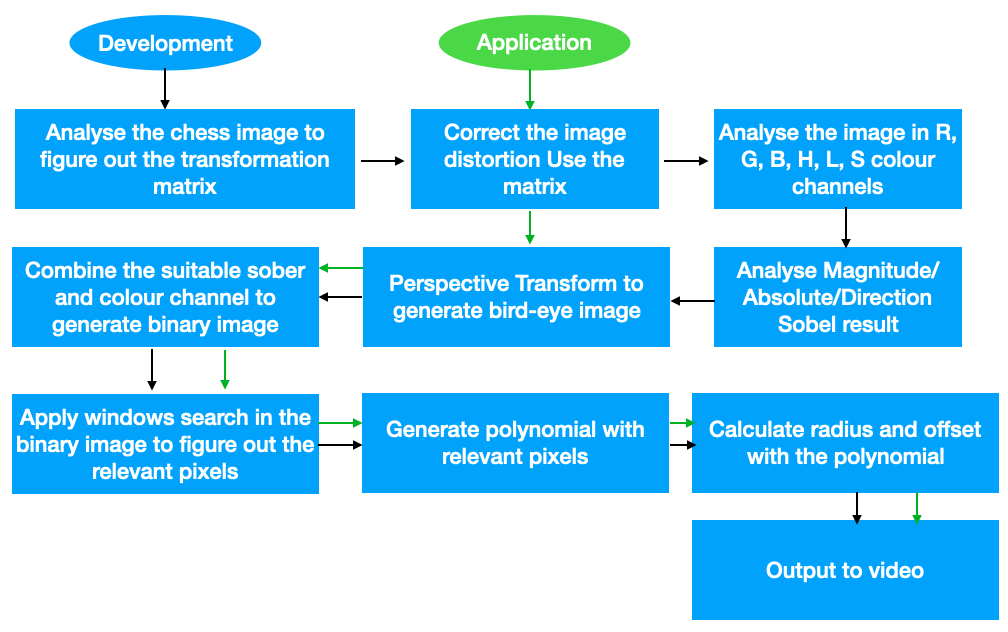 Development
Application
Analyse the chess image to
figure out the transformation
matrix
Correct the image
distortion Use the
matrix
Analyse the image in R,
G, B, H, L, S colour
channels
Combine the suitable sober
and colour channel to
generate binary image
Perspective Transform to
generate bird-eye image
Analyse Magnitude/
Absolute/Direction
Sobel result
Apply windows search in the
binary image to figure out the
relevant pixels
Generate polynomial with
relevant pixels
Calculate radius and offset
with the polynomial
Output to video